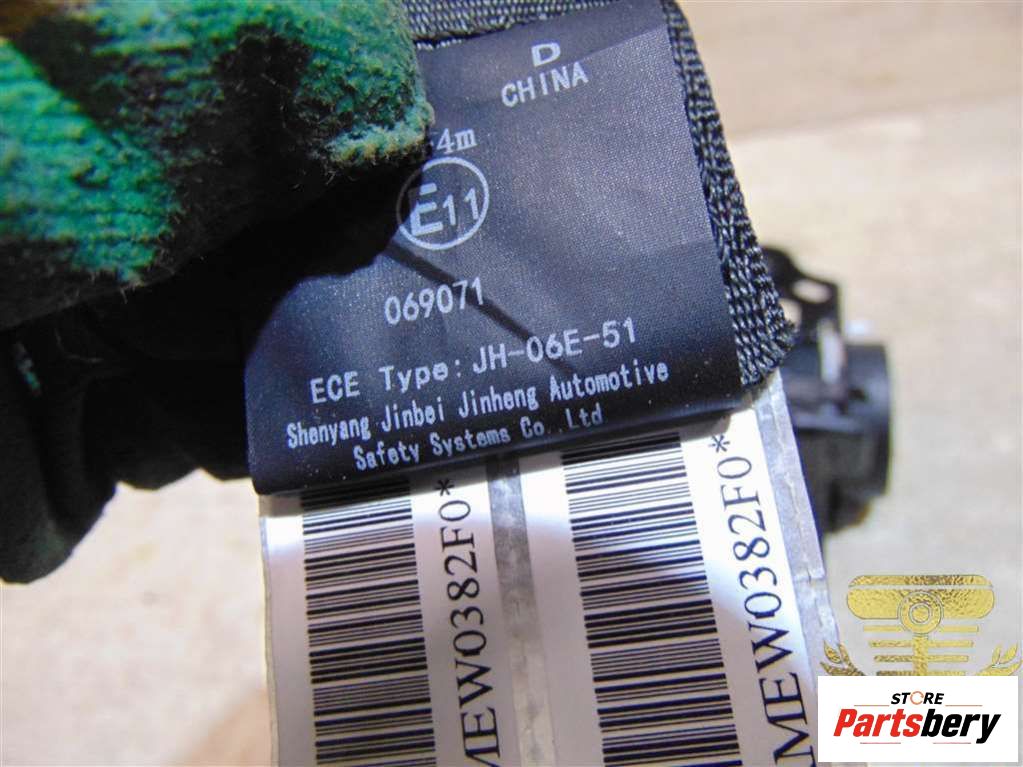 D
CHINA
4m
E11
069071
ECE Type: JH-06E-51
Shenyang Jinbei Jinheng Automotive
Safety Systems Co., Ltd
MEW0382F0*
MEW0382F0*
STORE
Partsbery